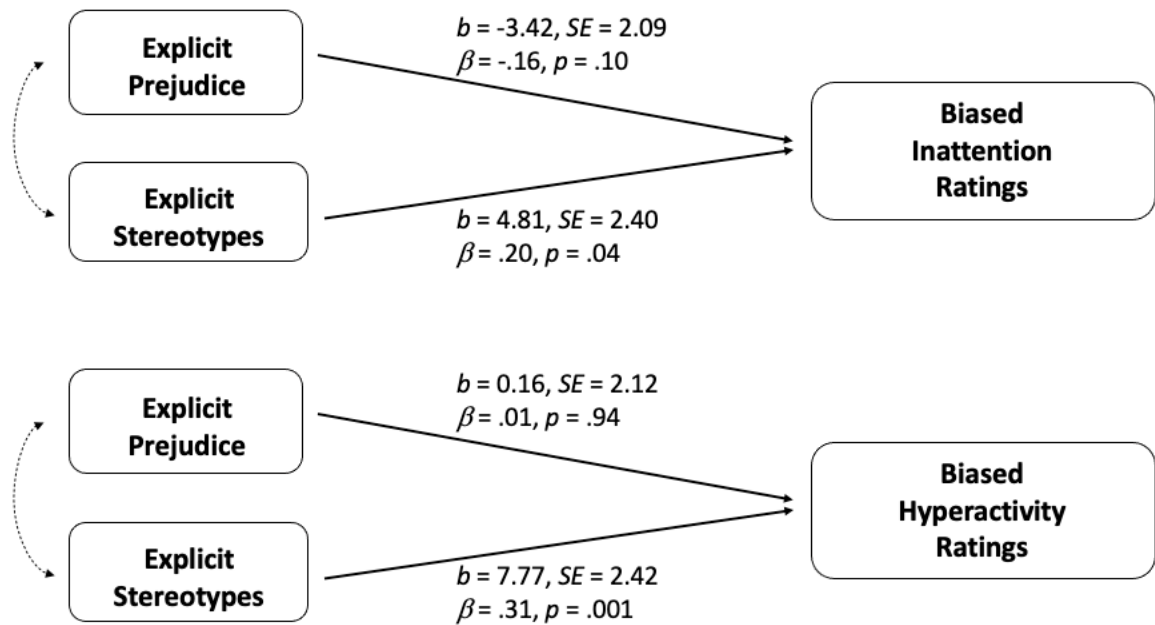 Explicit
Prejudice
b = -3.42, SE = 2.09
β = -.16, p = .10
Biased
Inattention
Ratings
Explicit
Stereotypes
b = 4.81, SE = 2.40
β = .20, p = .04
Explicit
Prejudice
b = 0.16, SE = 2.12
β = .01, p = .94
Biased
Hyperactivity
Ratings
Explicit
Stereotypes
b = 7.77, SE = 2.42
β = .31, p = .001